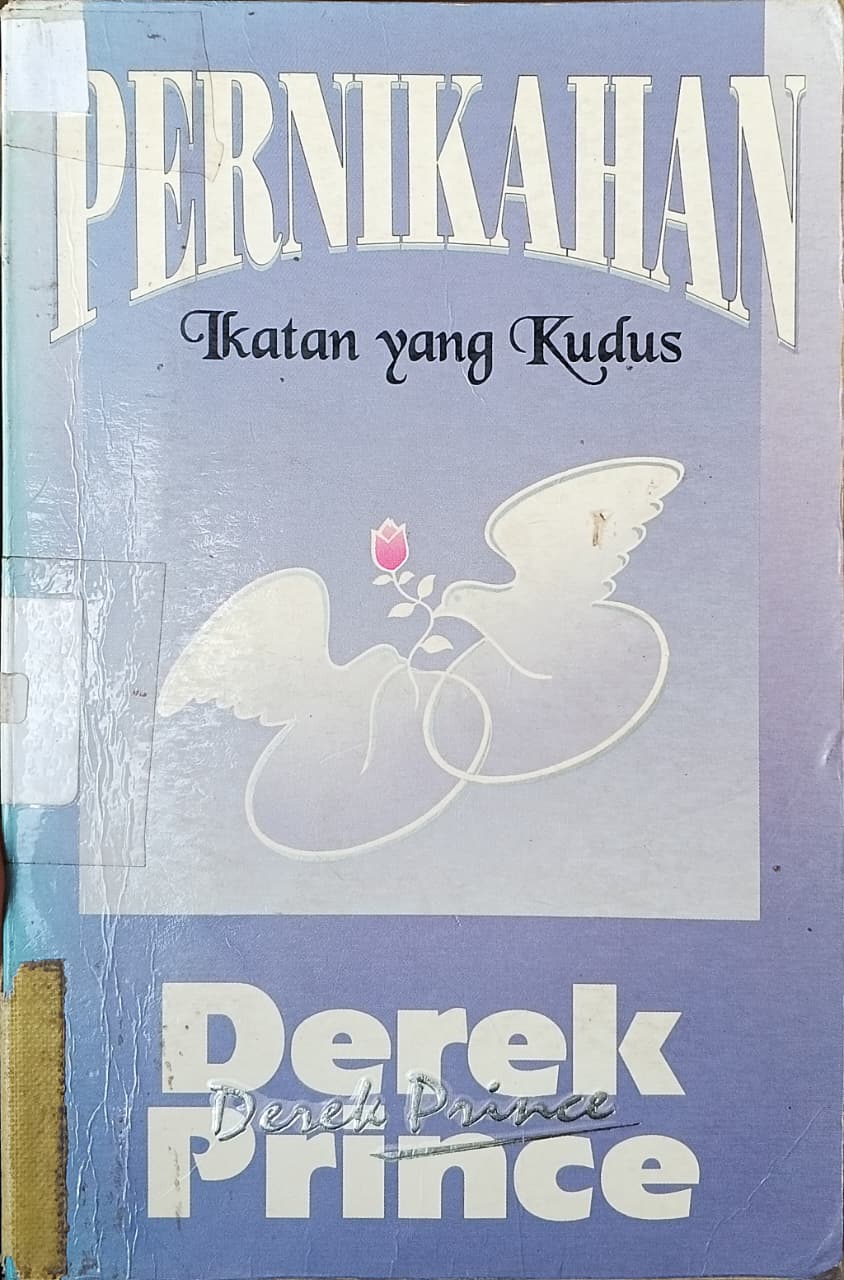 PERNIKAHAN
Ikatan yang Kudus
Derek
Derek Prince
Prince